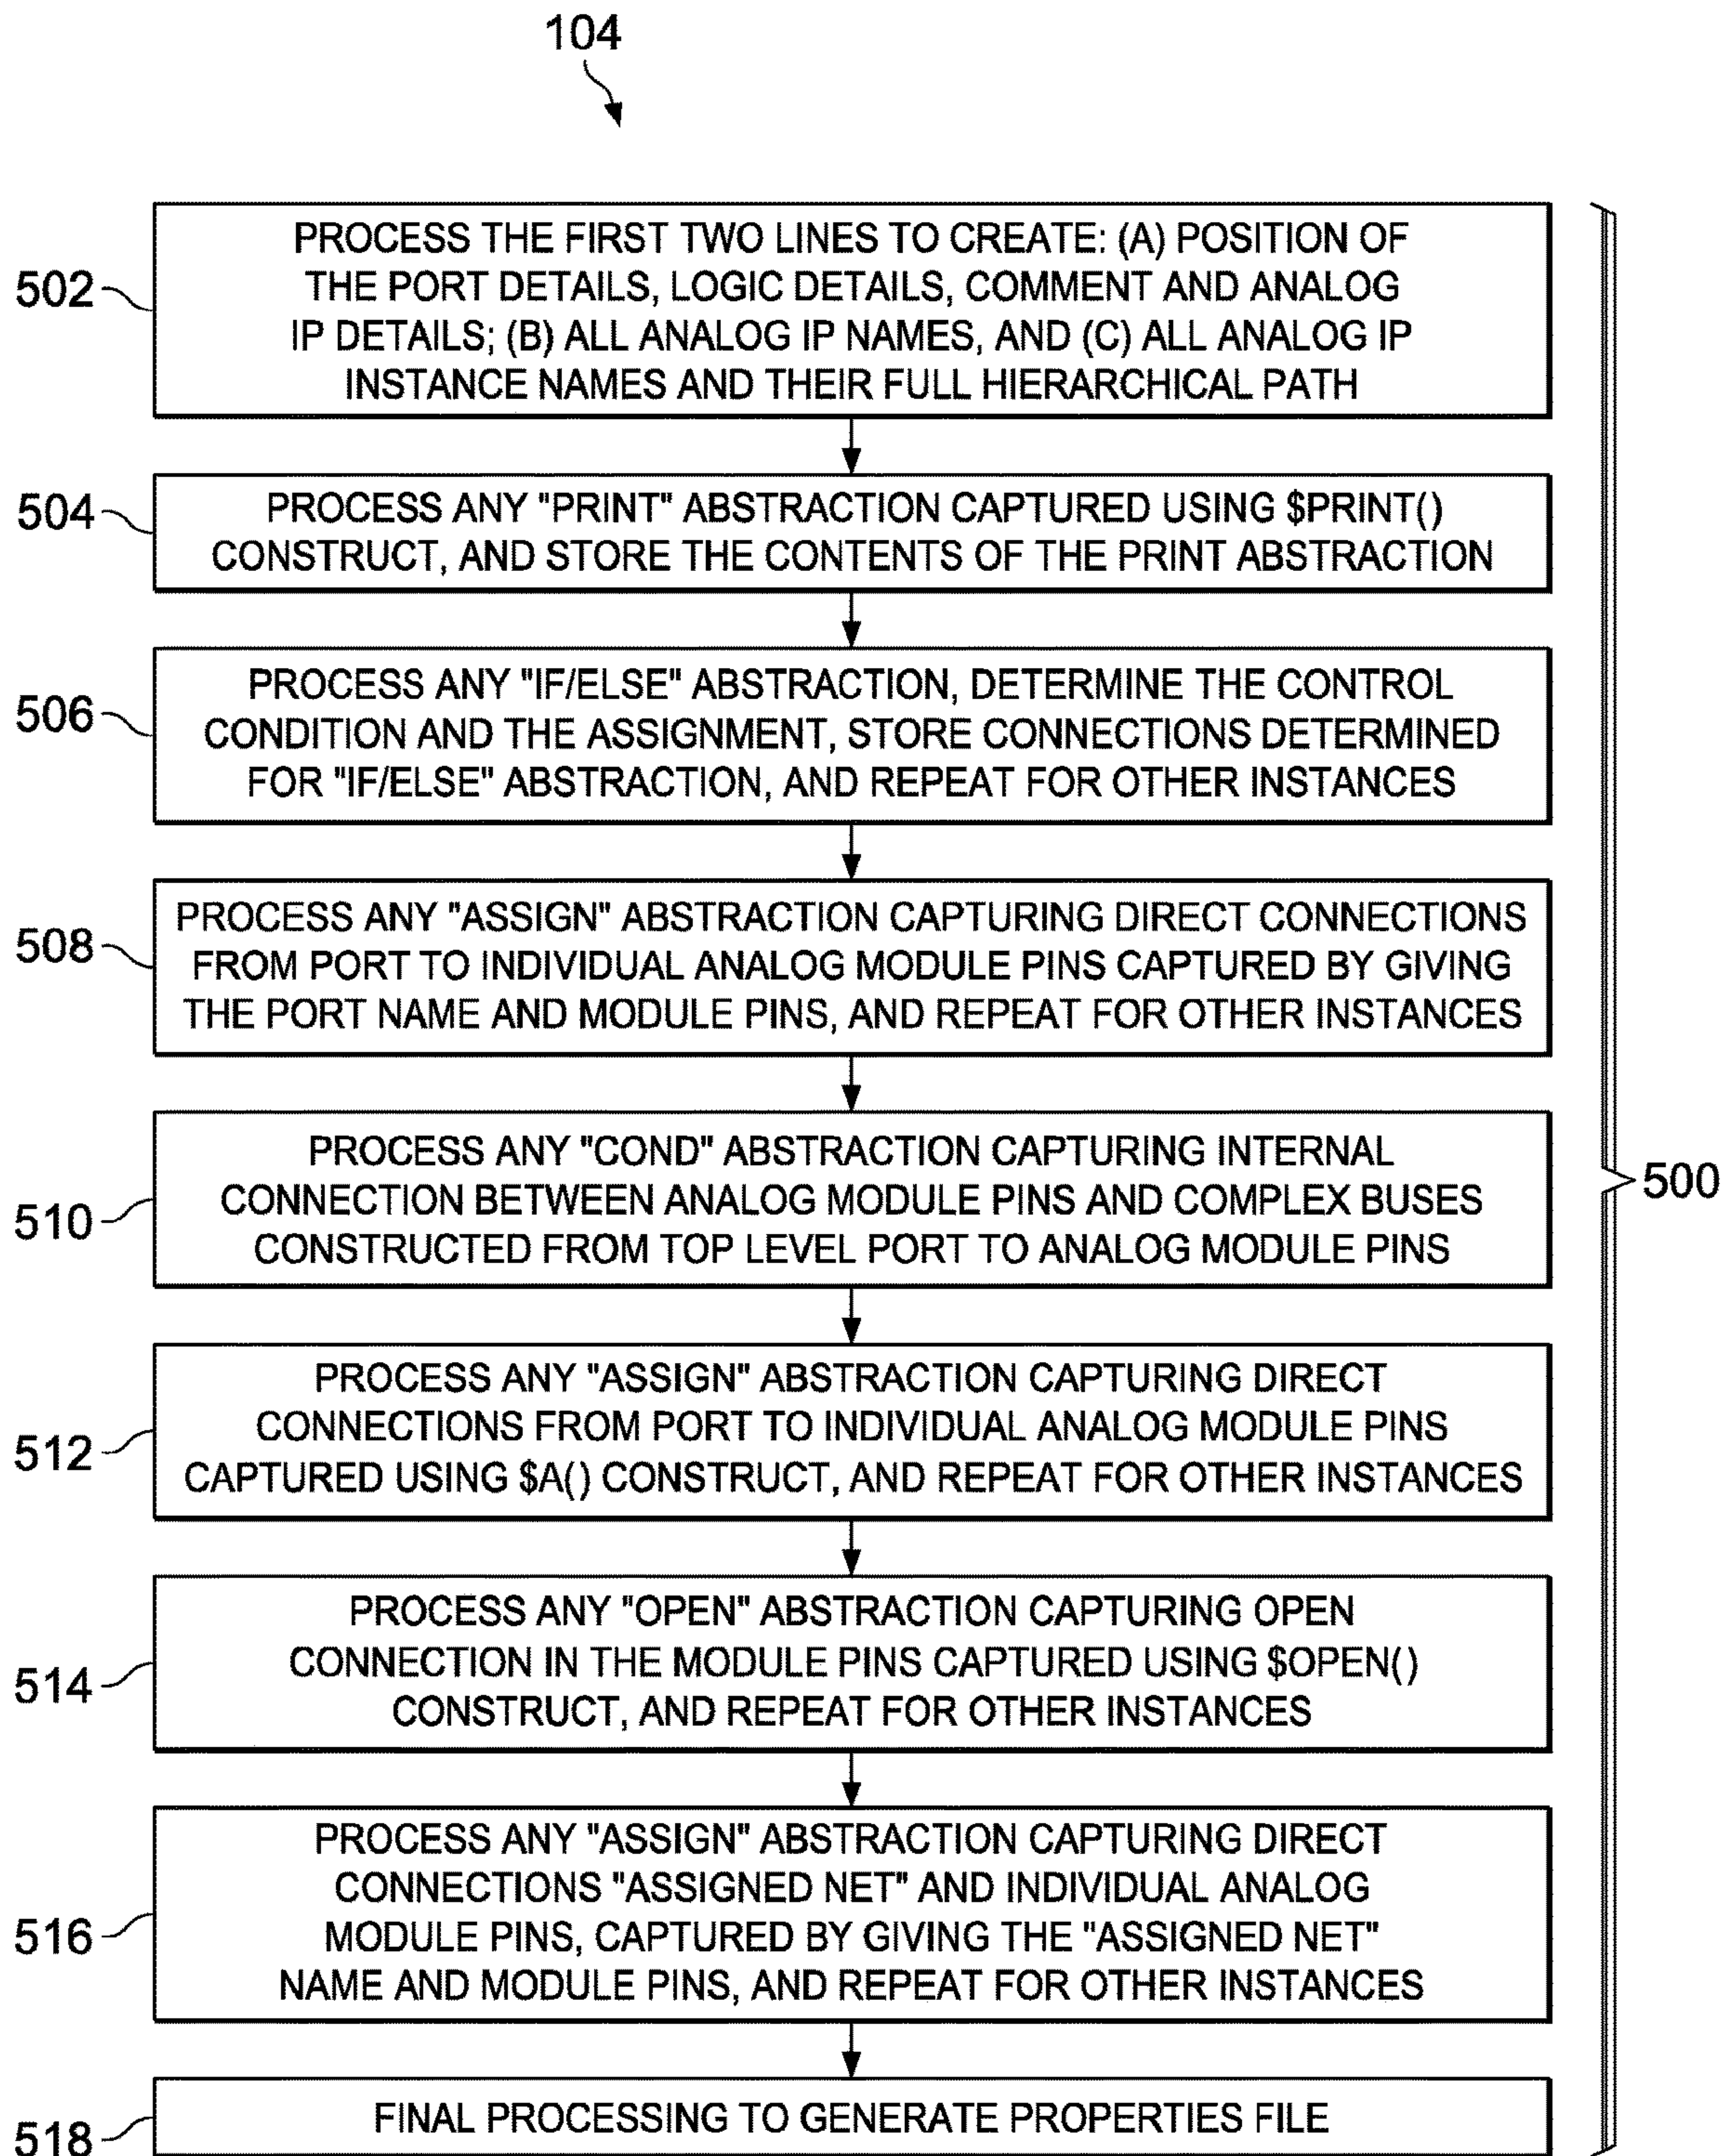 104
502
PROCESS THE FIRST TWO LINES TO CREATE: (A) POSITION OF
THE PORT DETAILS, LOGIC DETAILS, COMMENT AND ANALOG
IP DETAILS; (B) ALL ANALOG IP NAMES, AND (C) ALL ANALOG IP
INSTANCE NAMES AND THEIR FULL HIERARCHICAL PATH
504
PROCESS ANY "PRINT" ABSTRACTION CAPTURED USING $PRINT()
CONSTRUCT, AND STORE THE CONTENTS OF THE PRINT ABSTRACTION
506
PROCESS ANY "IF/ELSE" ABSTRACTION, DETERMINE THE CONTROL
CONDITION AND THE ASSIGNMENT, STORE CONNECTIONS DETERMINED
FOR "IF/ELSE" ABSTRACTION, AND REPEAT FOR OTHER INSTANCES
508
PROCESS ANY "ASSIGN" ABSTRACTION CAPTURING DIRECT CONNECTIONS
FROM PORT TO INDIVIDUAL ANALOG MODULE PINS CAPTURED BY GIVING
THE PORT NAME AND MODULE PINS, AND REPEAT FOR OTHER INSTANCES
510
PROCESS ANY "COND" ABSTRACTION CAPTURING INTERNAL
CONNECTION BETWEEN ANALOG MODULE PINS AND COMPLEX BUSES
CONSTRUCTED FROM TOP LEVEL PORT TO ANALOG MODULE PINS
500
512
PROCESS ANY "ASSIGN" ABSTRACTION CAPTURING DIRECT
CONNECTIONS FROM PORT TO INDIVIDUAL ANALOG MODULE PINS
CAPTURED USING $A() CONSTRUCT, AND REPEAT FOR OTHER INSTANCES
514
PROCESS ANY "OPEN" ABSTRACTION CAPTURING OPEN
CONNECTION IN THE MODULE PINS CAPTURED USING $OPEN()
CONSTRUCT, AND REPEAT FOR OTHER INSTANCES
516
PROCESS ANY "ASSIGN" ABSTRACTION CAPTURING DIRECT
CONNECTIONS "ASSIGNED NET" AND INDIVIDUAL ANALOG
MODULE PINS, CAPTURED BY GIVING THE "ASSIGNED NET"
NAME AND MODULE PINS, AND REPEAT FOR OTHER INSTANCES
518
FINAL PROCESSING TO GENERATE PROPERTIES FILE